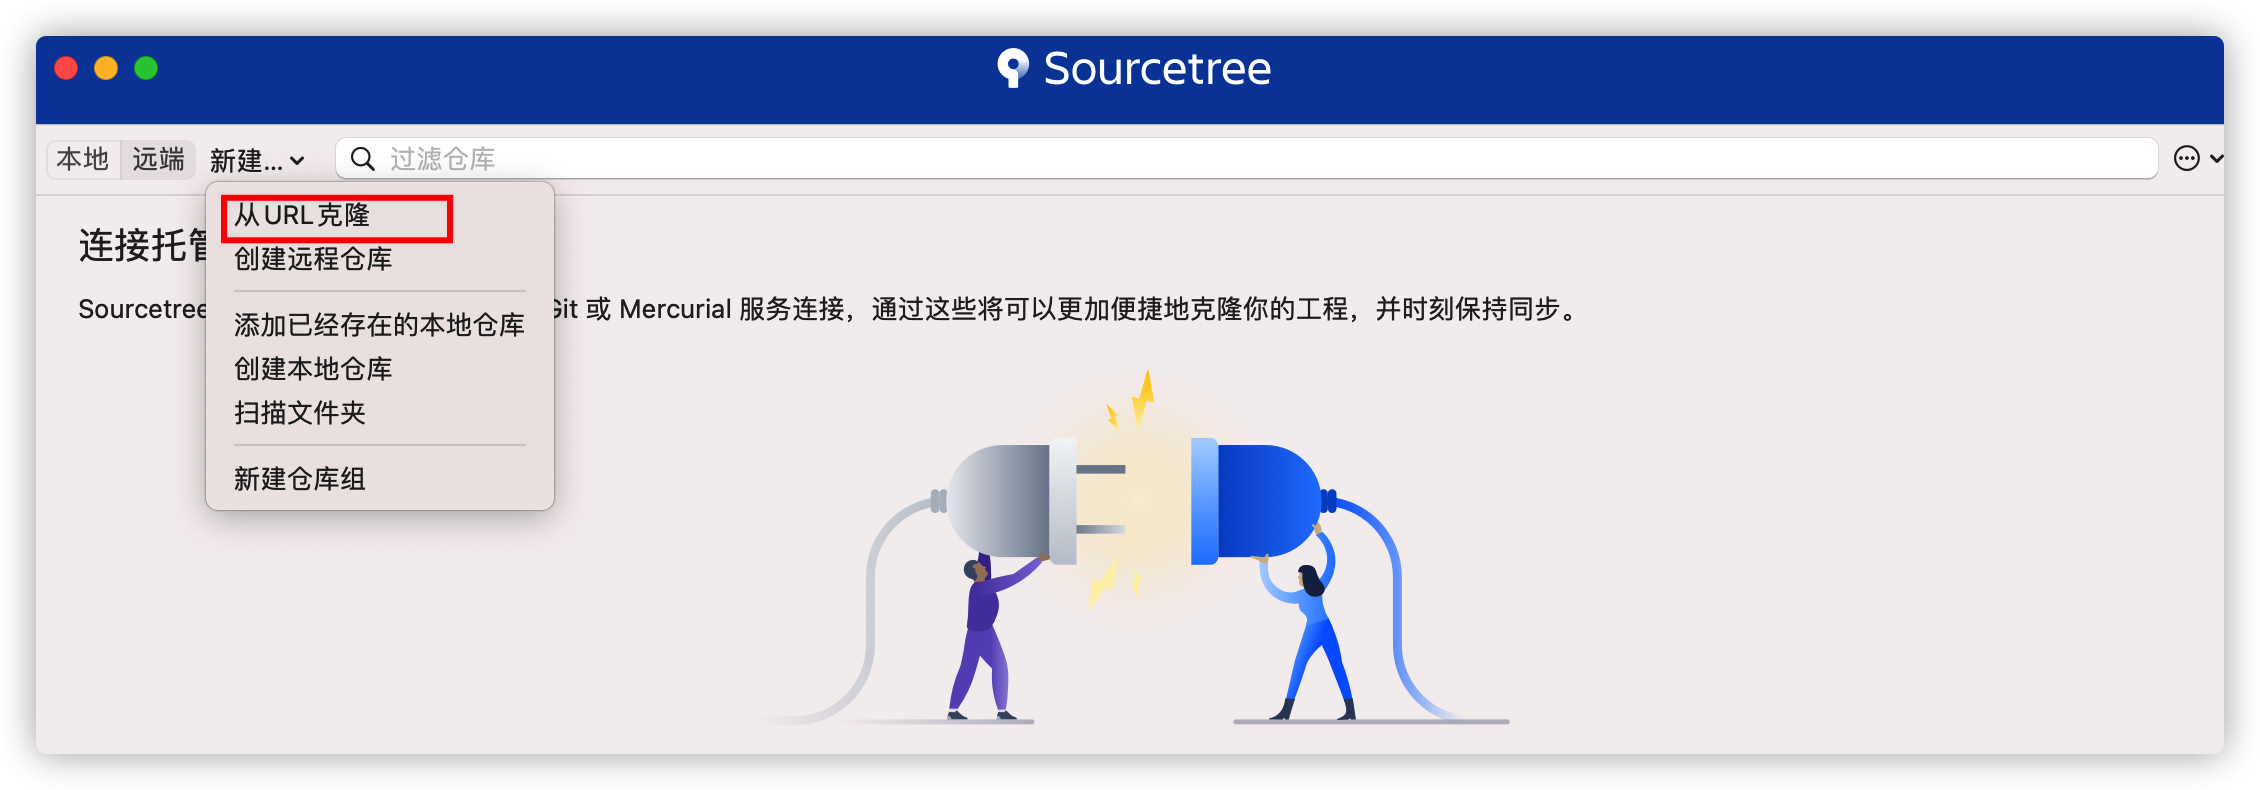 Sourcetree
本地 远端 新建... 过滤仓库
从URL克隆
连接托管
创建远程仓库
Sourcetree Git 或 Mercurial 服务连接，通过这些将可以更加便捷地克隆你的工程，并时刻保持同步。
添加已经存在的本地仓库
创建本地仓库
扫描文件夹
新建仓库组